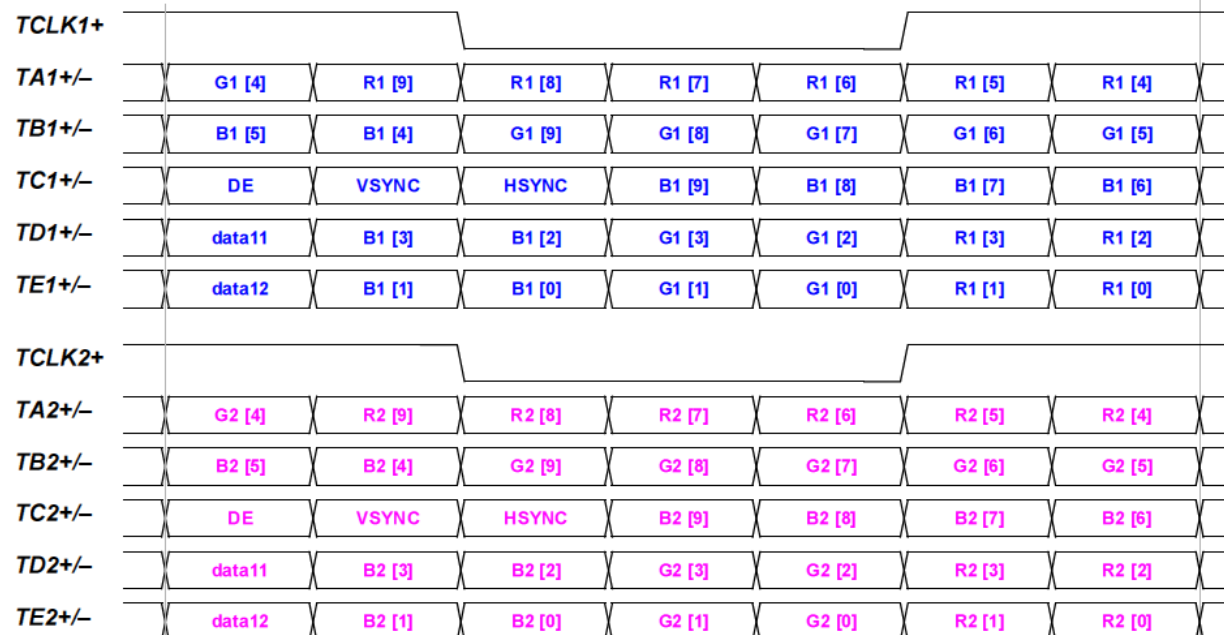 TCLK1+
TA1+/– G1 [4] R1 [9] R1 [8] R1 [7] R1 [6] R1 [5] R1 [4]
TB1+/– B1 [5] B1 [4] G1 [9] G1 [8] G1 [7] G1 [6] G1 [5]
TC1+/– DE VSYNC HSYNC B1 [9] B1 [8] B1 [7] B1 [6]
TD1+/– data11 B1 [3] B1 [2] G1 [3] G1 [2] R1 [3] R1 [2]
TE1+/– data12 B1 [1] B1 [0] G1 [1] G1 [0] R1 [1] R1 [0]
TCLK2+
TA2+/– G2 [4] R2 [9] R2 [8] R2 [7] R2 [6] R2 [5] R2 [4]
TB2+/– B2 [5] B2 [4] G2 [9] G2 [8] G2 [7] G2 [6] G2 [5]
TC2+/– DE VSYNC HSYNC B2 [9] B2 [8] B2 [7] B2 [6]
TD2+/– data11 B2 [3] B2 [2] G2 [3] G2 [2] R2 [3] R2 [2]
TE2+/– data12 B2 [1] B2 [0] G2 [1] G2 [0] R2 [1] R2 [0]